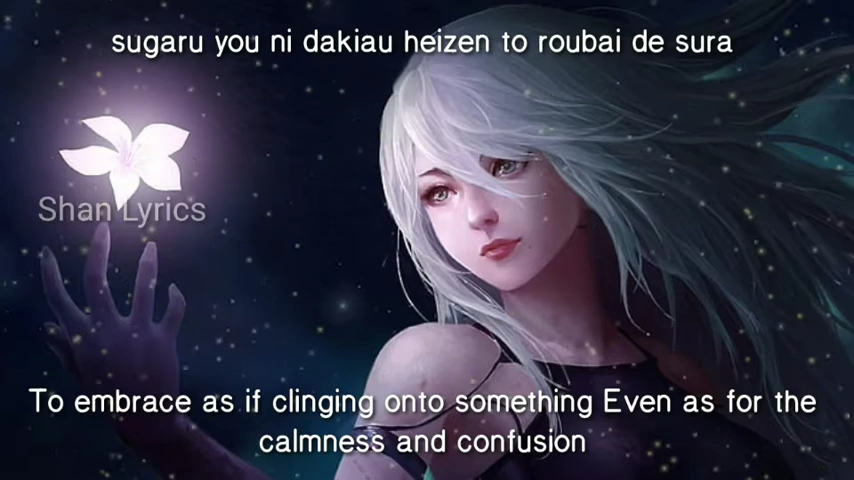 sugaru you ni dakiau heizen to roubai de sura
Shan Lyrics
To embrace as if clinging onto something Even as for the
calmness and confusion